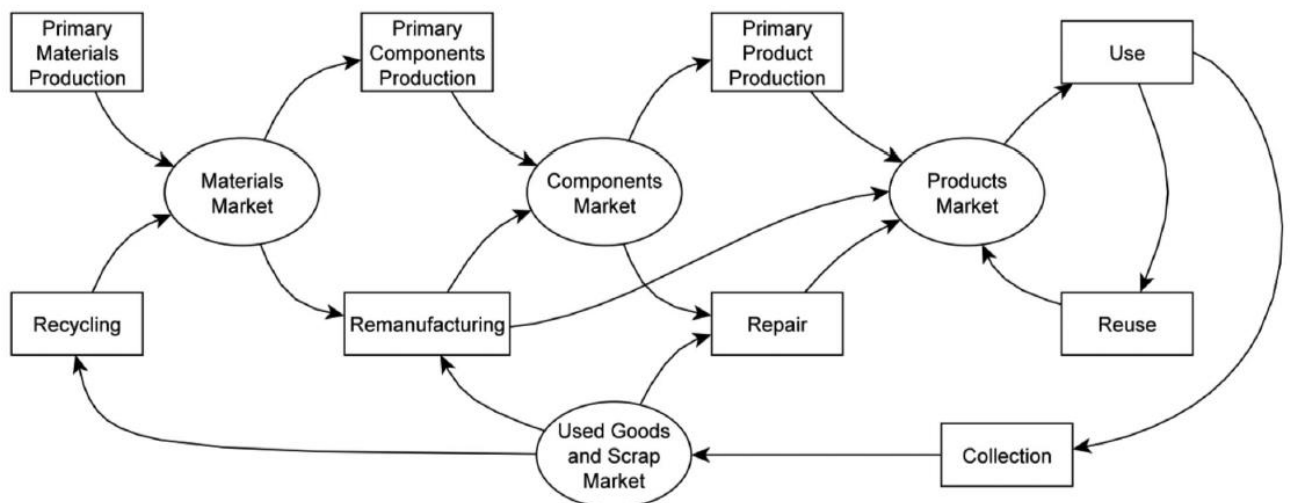 Primary
Materials
Production
Primary
Components
Production
Primary
Product
Production
Use
Materials
Market
Components
Market
Products
Market
Recycling
Remanufacturing
Repair
Reuse
Used Goods
and Scrap
Market
Collection